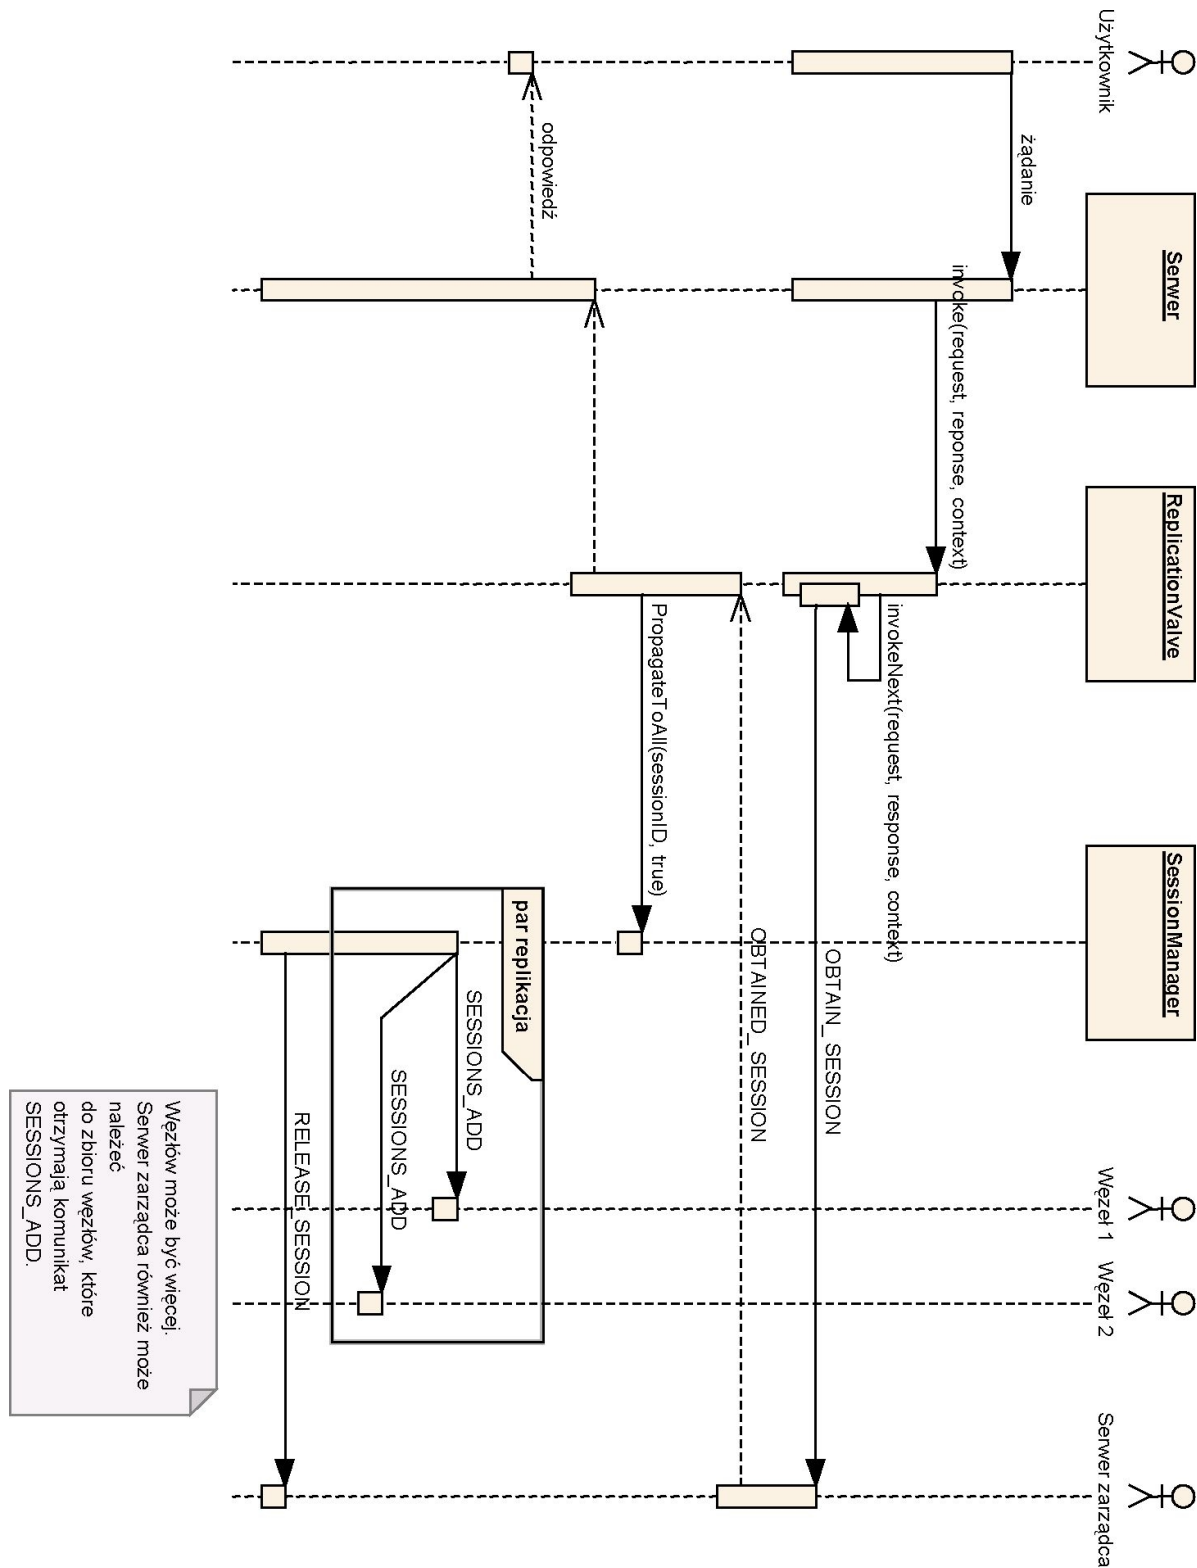 Użytkownik
Serwer
ReplicationValve
SessionManager
Węzeł 1
Węzeł 2
Serwer zarządca
żądanie
invoke(request, reponse, context)
invokeNext(request, response, context)
OBTAIN_SESSION
OBTAINED_SESSION
PropagateToAll(sessionID, true)
odpowiedź
par replikacja
SESSIONS_ADD
SESSIONS_ADD
RELEASE_SESSION
Węzłów może być więcej.
Serwer zarządca również może
należeć
do zbioru węzłów, które
otrzymają komunikat
SESSIONS_ADD.